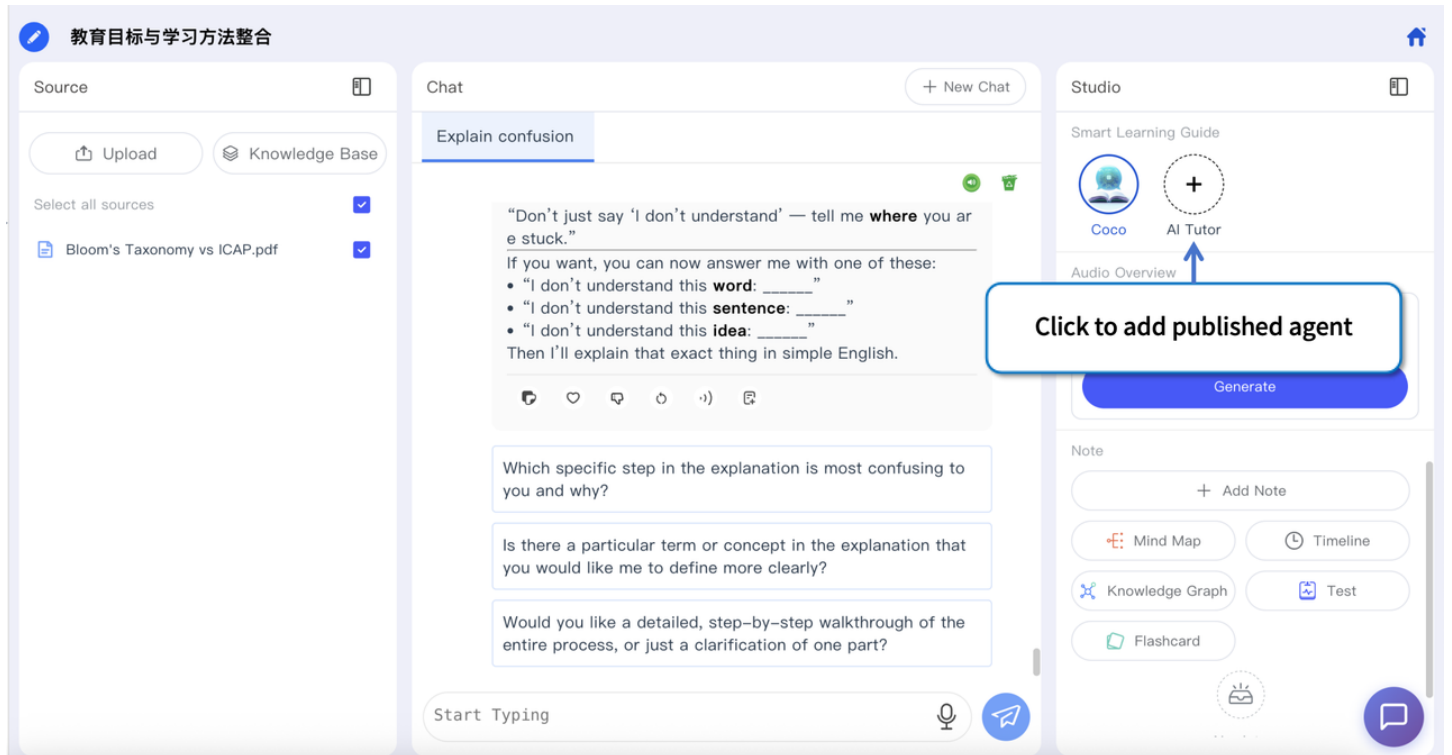 教育目标与学习方法整合
Source
Upload
Knowledge Base
Select all sources
Bloom's Taxonomy vs ICAP.pdf
Chat
+ New Chat
Explain confusion
“Don’t just say ‘I don’t understand’ — tell me where you ar
e stuck.”
If you want, you can now answer me with one of these:
• “I don’t understand this word: ______”
• “I don’t understand this sentence: ______”
• “I don’t understand this idea: ______”
Then I’ll explain that exact thing in simple English.
Which specific step in the explanation is most confusing to
you and why?
Is there a particular term or concept in the explanation that
you would like me to define more clearly?
Would you like a detailed, step-by-step walkthrough of the
entire process, or just a clarification of one part?
Start Typing
Studio
Smart Learning Guide
Coco
AI Tutor
Audio Overview
Click to add published agent
Generate
Note
+ Add Note
Mind Map
Timeline
Knowledge Graph
Test
Flashcard